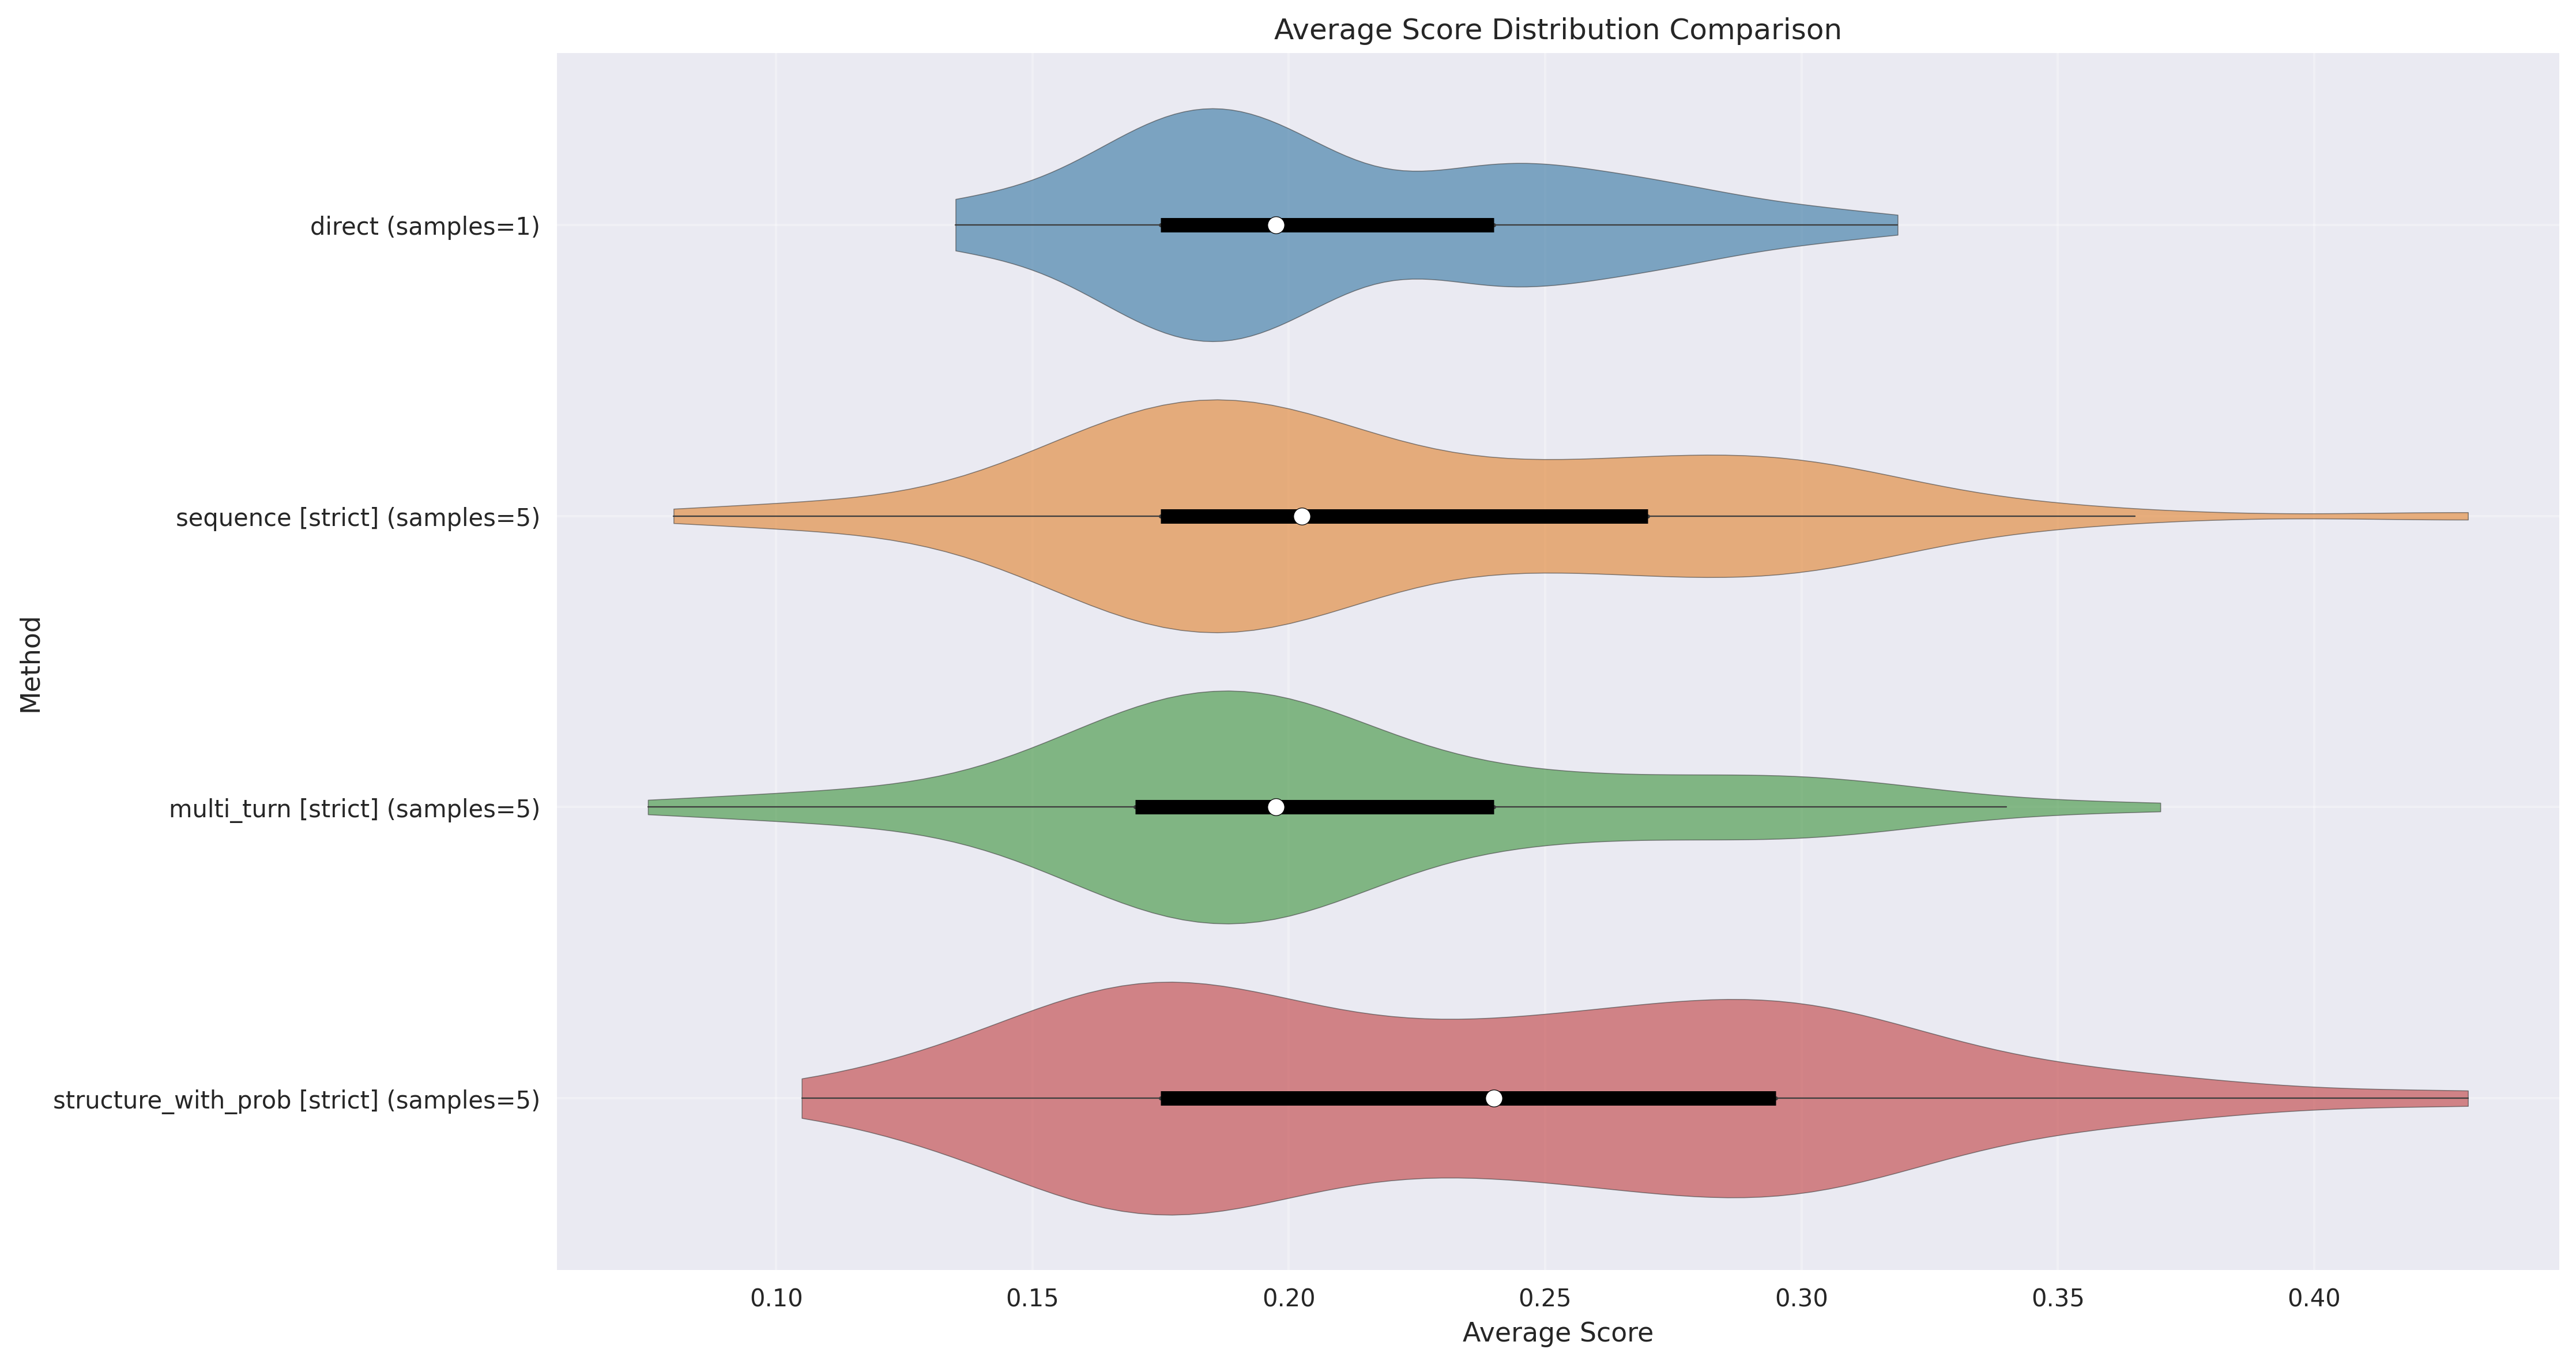 Average Score Distribution Comparison
Method
direct (samples=1)
sequence [strict] (samples=5)
multi_turn [strict] (samples=5)
structure_with_prob [strict] (samples=5)
0.10 0.15 0.20 0.25 0.30 0.35 0.40
Average Score